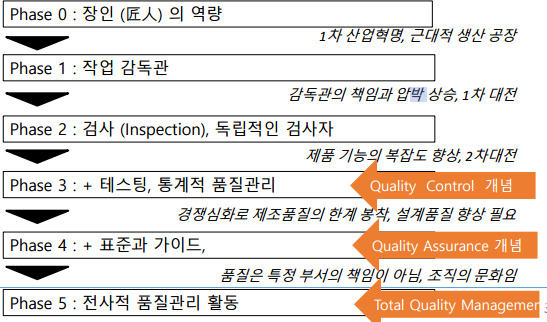 Phase 0 : 장인 (匠人) 의 역량
1차 산업혁명, 근대적 생산 공장
Phase 1 : 작업 감독관
감독관의 책임과 압박 상승, 1차 대전
Phase 2 : 검사 (Inspection), 독립적인 검사자
제품 기능의 복잡도 향상, 2차대전
Phase 3 : + 테스팅, 통계적 품질관리
Quality Control 개념
경쟁심화로 제조품질의 한계 봉착, 설계품질 향상 필요
Phase 4 : + 표준과 가이드,
Quality Assurance 개념
품질은 특정 부서의 책임이 아님, 조직의 문화임
Phase 5 : 전사적 품질관리 활동
Total Quality Managemen